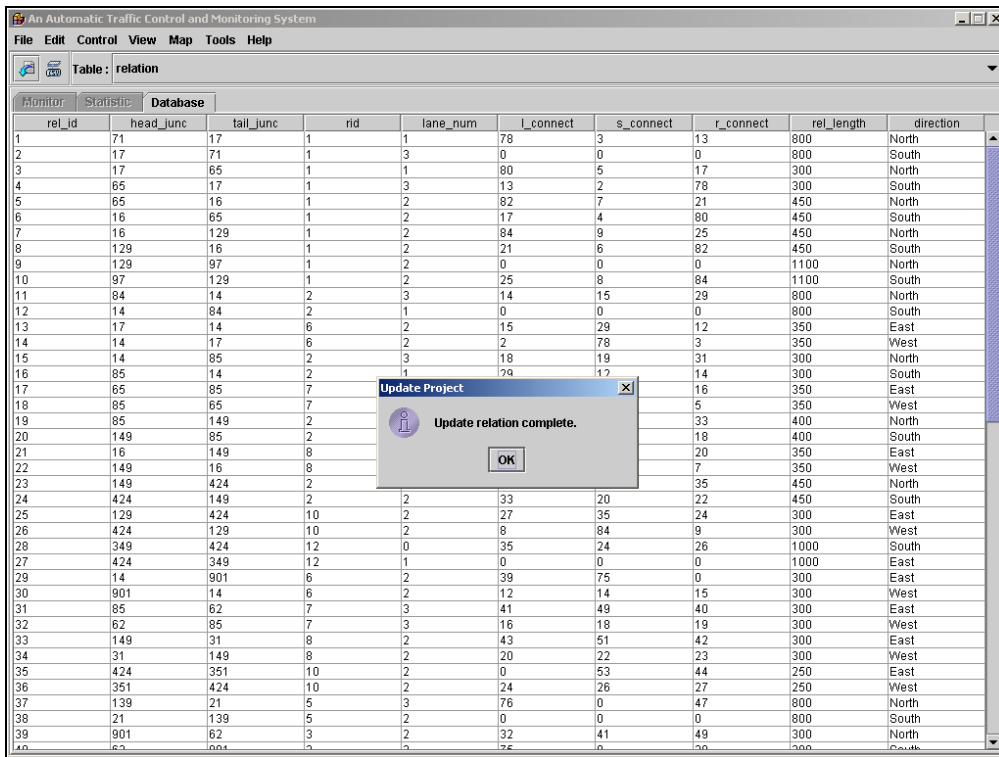 An Automatic Traffic Control and Monitoring System
File Edit Control View Map Tools Help
Table : relation
Monitor Statistic Database
rel_id head_junc tail_junc rid lane_num l_connect s_connect r_connect rel_length direction
1 71 17 1 1 78 3 13 800 North
2 17 71 1 3 0 0 0 800 South
3 17 65 1 1 80 5 17 300 North
4 65 17 1 3 13 2 78 300 South
5 65 16 1 2 82 7 21 450 North
6 16 65 1 2 17 4 80 450 South
7 16 129 1 2 84 9 25 450 North
8 129 16 1 2 21 6 82 450 South
9 129 97 1 2 0 0 0 1100 North
10 97 129 1 2 25 8 84 1100 South
11 84 14 2 3 14 15 29 800 North
12 14 84 2 1 0 0 0 800 South
13 17 14 6 2 15 29 12 350 East
14 14 17 6 2 2 78 3 350 West
15 14 85 2 3 18 19 31 300 North
16 85 14 2 1 29 12 14 300 South
17 65 85 7 16 350 East
18 85 65 7 5 350 West
19 85 149 2 33 400 North
20 149 85 2 18 400 South
21 16 149 8 20 350 East
22 149 16 8 7 350 West
23 149 424 2 35 450 North
Update Project
Update relation complete.
OK
24 424 149 2 2 33 20 22 450 South
25 129 424 10 2 27 35 24 300 East
26 424 129 10 2 8 84 9 300 West
28 349 424 12 0 35 24 26 1000 South
27 424 349 12 1 0 0 0 1000 East
29 14 901 6 2 39 75 0 300 East
30 901 14 6 2 12 14 15 300 West
31 85 62 7 3 41 49 40 300 East
32 62 85 7 3 16 18 19 300 West
33 149 31 8 2 43 51 42 300 East
34 31 149 8 2 20 22 23 300 West
35 424 351 10 2 0 53 44 250 East
36 351 424 10 2 24 26 27 250 West
37 139 21 5 3 76 0 47 800 North
38 21 139 5 2 0 0 0 800 South
39 901 62 3 2 32 41 49 300 North